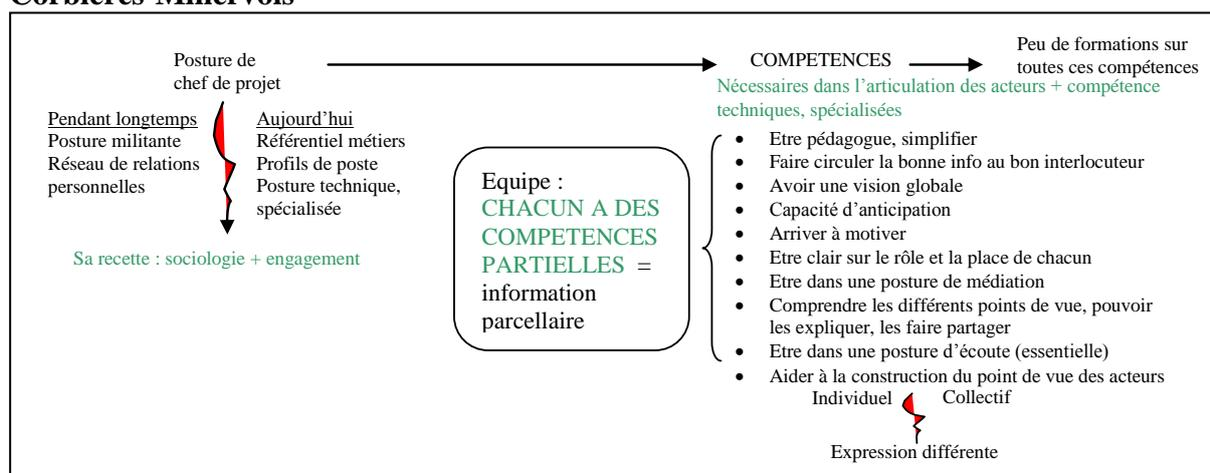 Corbières Minervois
Posture de
chef de projet
COMPETENCES
Peu de formations sur
toutes ces compétences
Nécessaires dans l'articulation des acteurs + compétence
techniques, spécialisées
Pendant longtemps
Posture militante
Réseau de relations
personnelles
Aujourd'hui
Référentiel métiers
Profils de poste
Posture technique,
spécialisée
Sa recette : sociologie + engagement
Equipe :
CHACUN A DES
COMPETENCES
PARTIELLES =
information
parcellaire
• Etre pédagogue, simplifier
• Faire circuler la bonne info au bon interlocuteur
• Avoir une vision globale
• Capacité d'anticipation
• Arriver à motiver
• Etre clair sur le rôle et la place de chacun
• Etre dans une posture de médiation
• Comprendre les différents points de vue, pouvoir
les expliquer, les faire partager
• Etre dans une posture d'écoute (essentielle)
• Aider à la construction du point de vue des acteurs
Individuel
Collectif
Expression différente